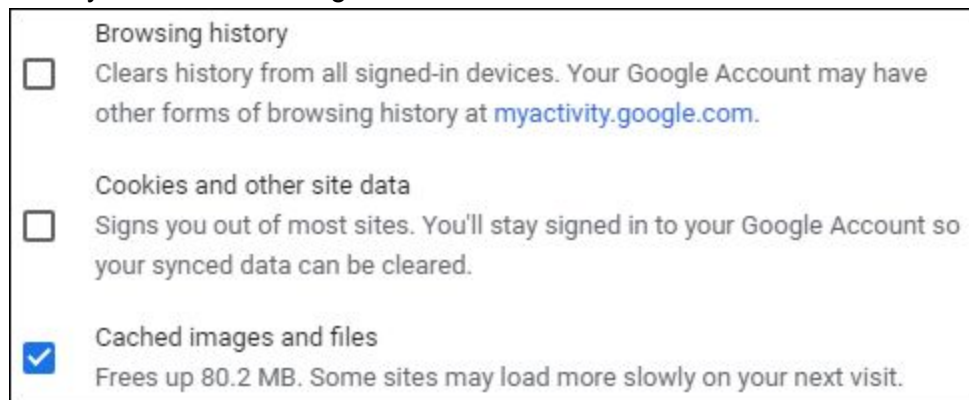 Browsing history
Clears history from all signed-in devices. Your Google Account may have
other forms of browsing history at myactivity.google.com.
Cookies and other site data
Signs you out of most sites. You'll stay signed in to your Google Account so
your synced data can be cleared.
Cached images and files
Frees up 80.2 MB. Some sites may load more slowly on your next visit.